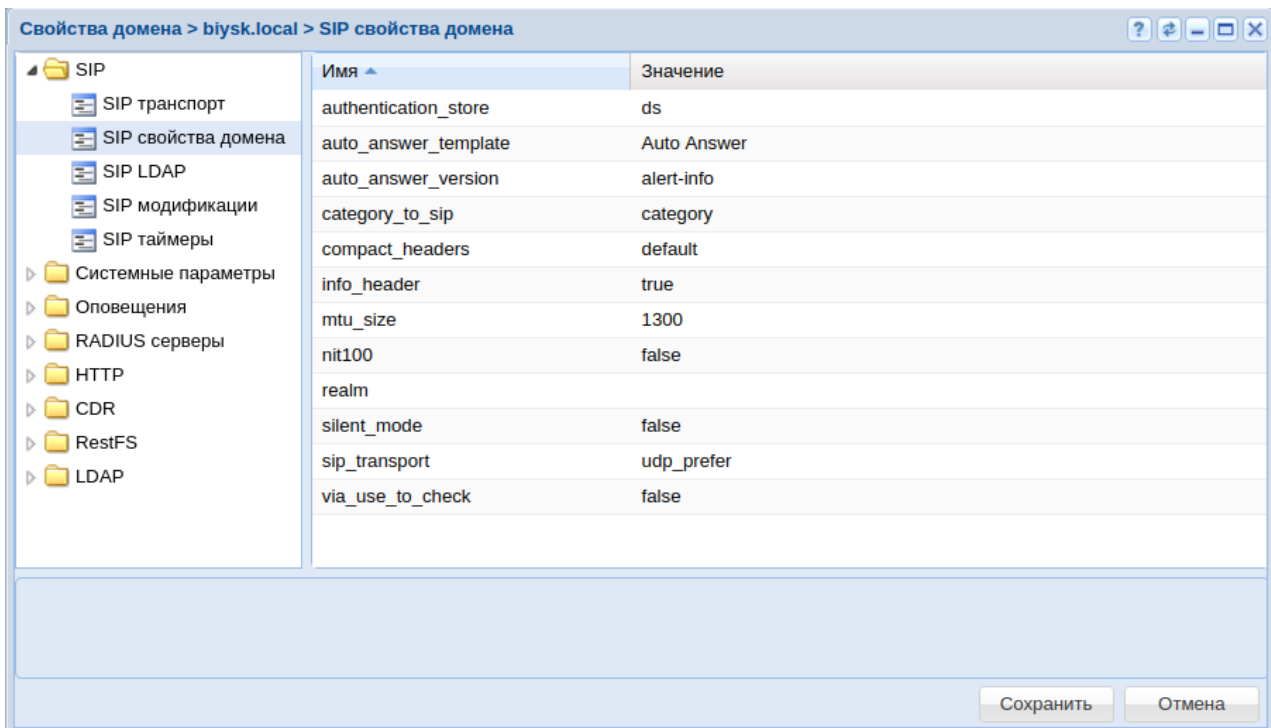 Свойства домена > biysk.local > SIP свойства домена
SIP
SIP транспорт
SIP свойства домена
SIP LDAP
SIP модификации
SIP таймеры
Системные параметры
Оповещения
RADIUS серверы
HTTP
CDR
RestFS
LDAP
Имя Значение
authentication_store ds
auto_answer_template Auto Answer
auto_answer_version alert-info
category_to_sip category
compact_headers default
info_header true
mtu_size 1300
nit100 false
realm
silent_mode false
sip_transport udp_prefer
via_use_to_check false
Сохранить Отмена